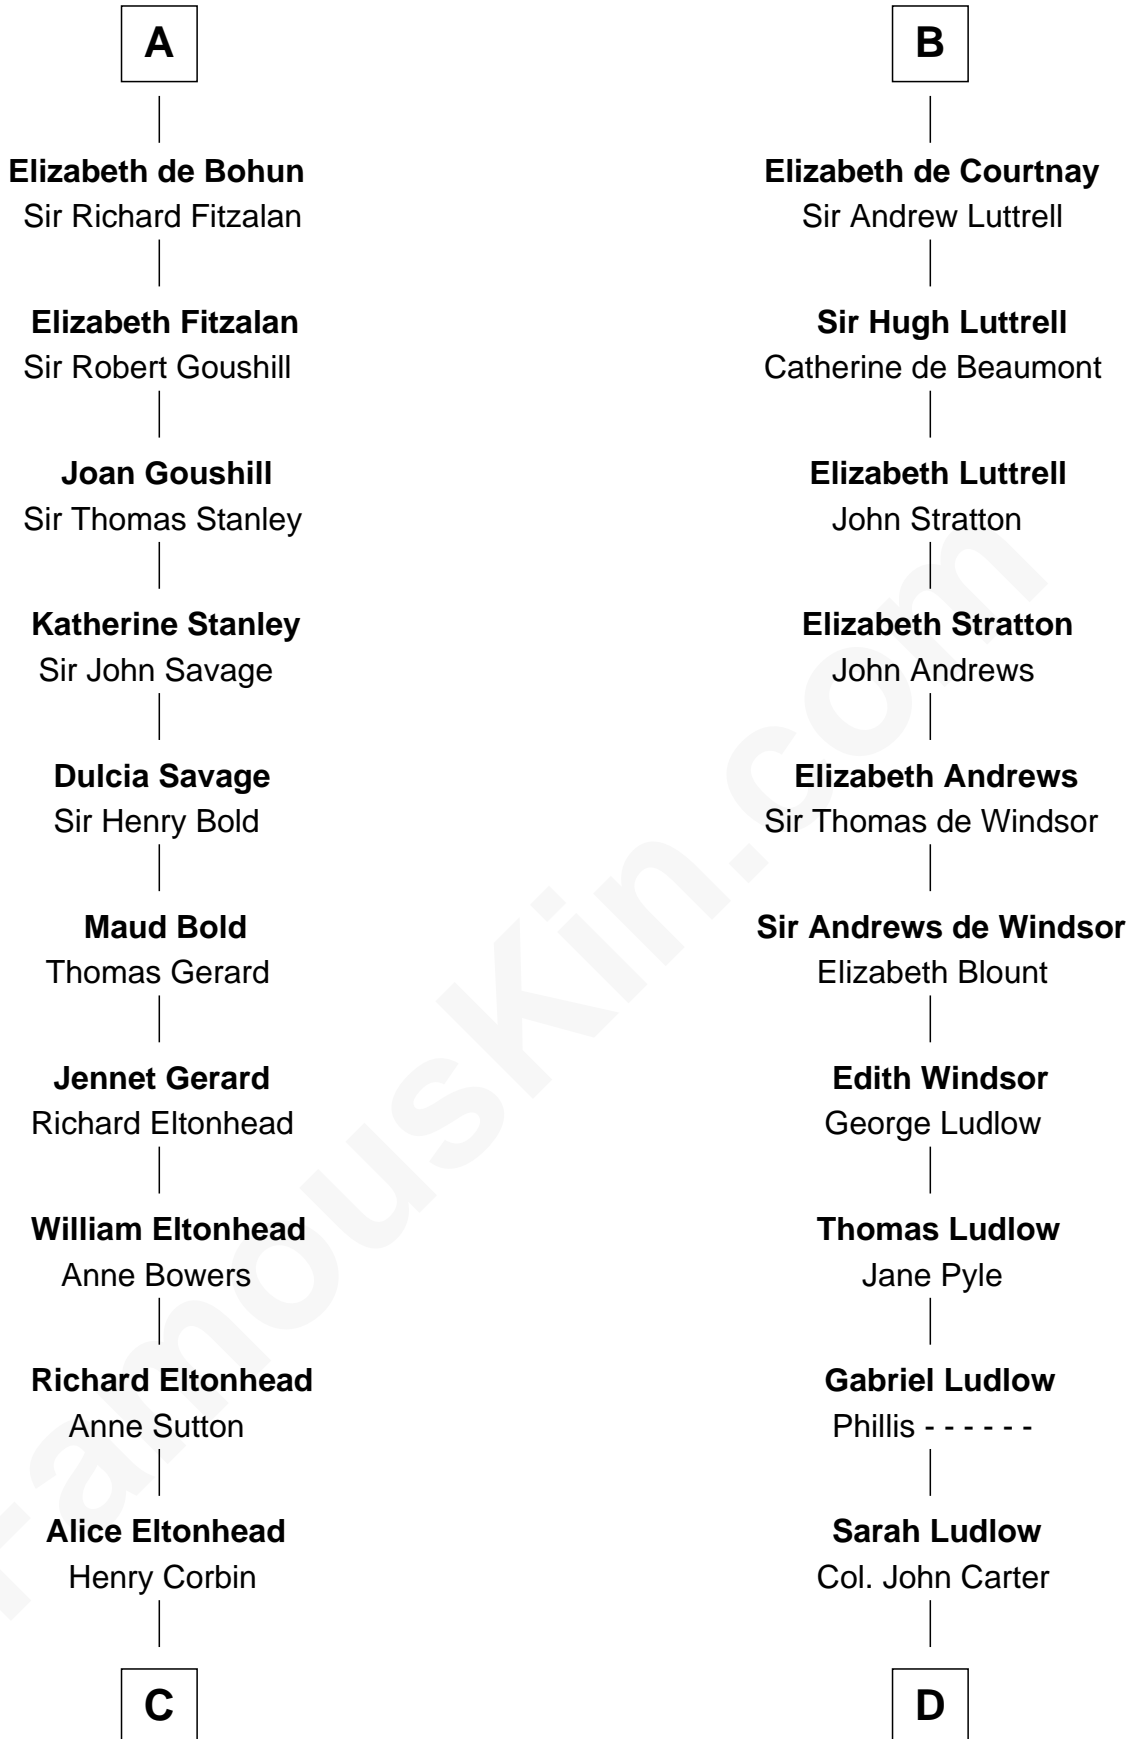 A
Elizabeth de Bohun
Sir Richard Fitzalan
Elizabeth Fitzalan
Sir Robert Goushill
Joan Goushill
Sir Thomas Stanley
Katherine Stanley
Sir John Savage
Dulcia Savage
Sir Henry Bold
Maud Bold
Thomas Gerard
Jennet Gerard
Richard Eltonhead
William Eltonhead
Anne Bowers
Richard Eltonhead
Anne Sutton
Alice Eltonhead
Henry Corbin
C
B
Elizabeth de Courtnay
Sir Andrew Luttrell
Sir Hugh Luttrell
Catherine de Beaumont
Elizabeth Luttrell
John Stratton
Elizabeth Stratton
John Andrews
Elizabeth Andrews
Sir Thomas de Windsor
Sir Andrews de Windsor
Elizabeth Blount
Edith Windsor
George Ludlow
Thomas Ludlow
Jane Pyle
Gabriel Ludlow
Phillis - - - - - -
Sarah Ludlow
Col. John Carter
D
FamousKin.com